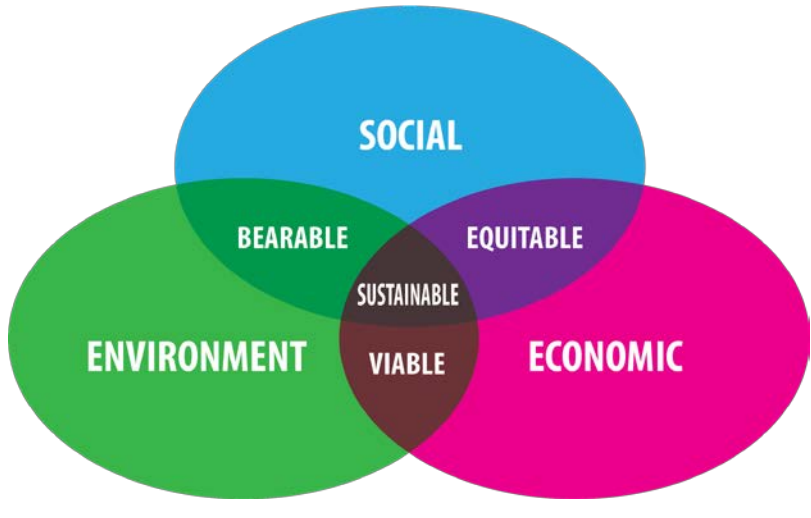 SOCIAL
BEARABLE
EQUITABLE
SUSTAINABLE
ENVIRONMENT
VIABLE
ECONOMIC